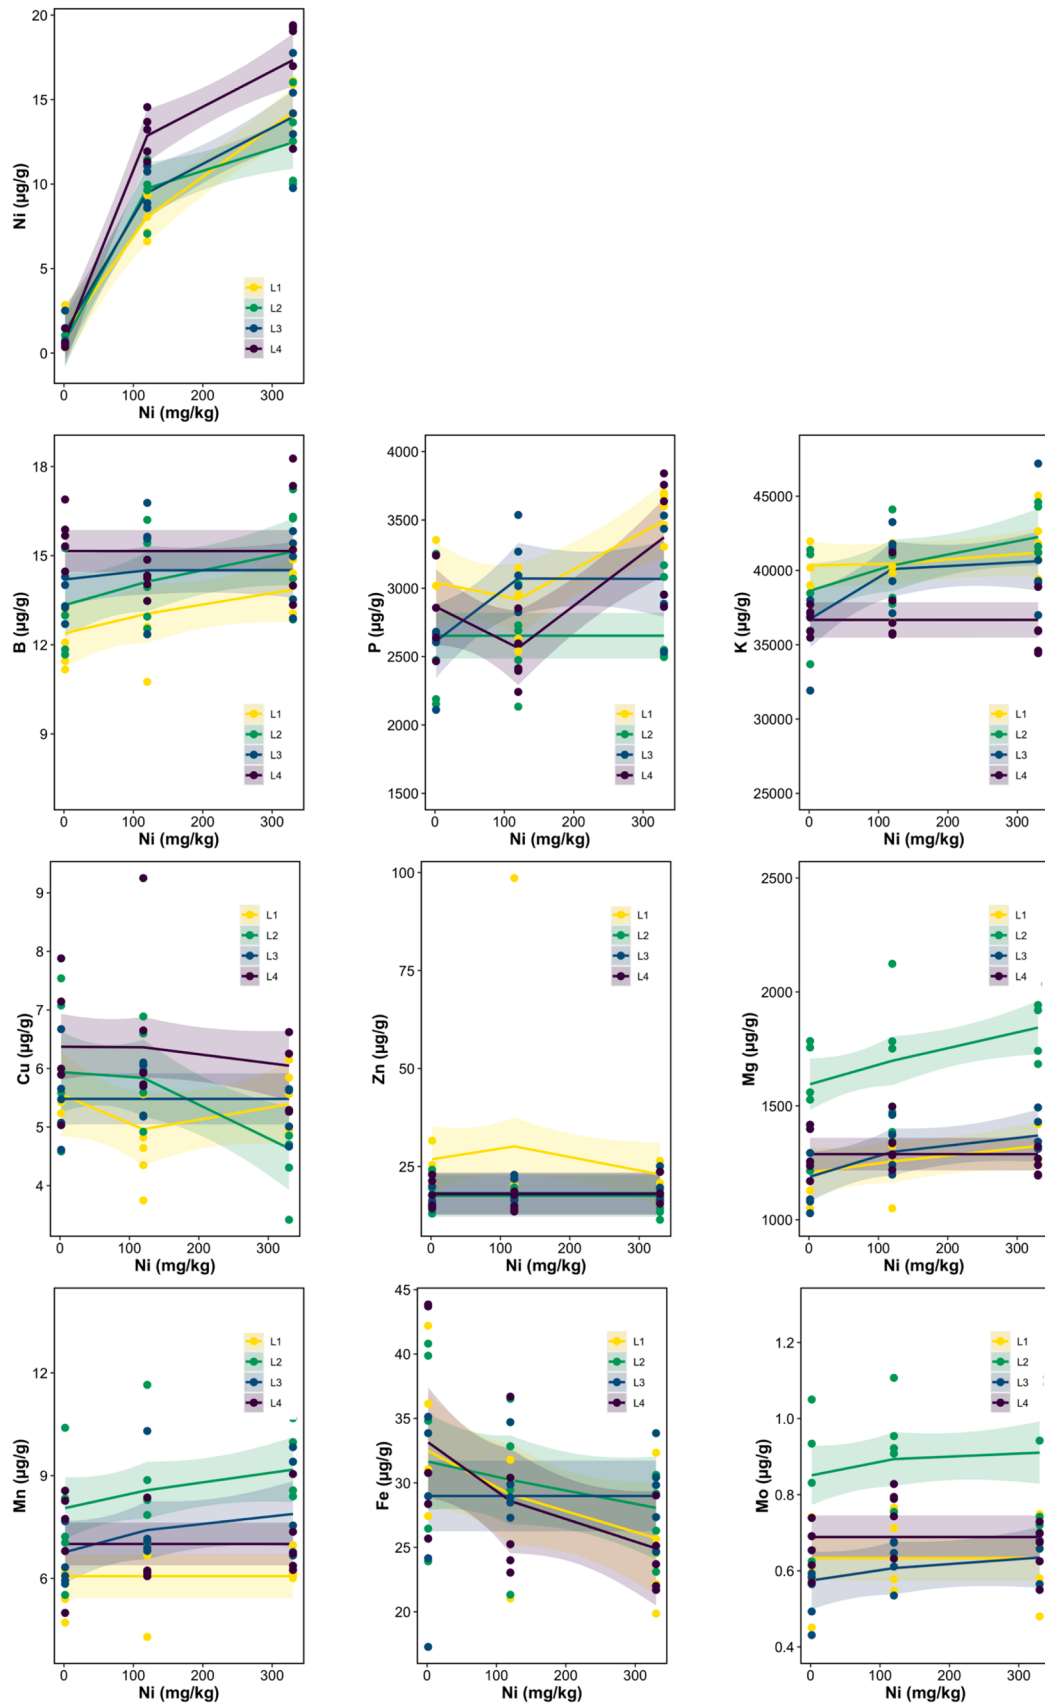 20
15
10
5
0
Ni (µg/g)
L1
L2
L3
L4
0 100 200 300
Ni (mg/kg)
18
15
12
9
B (µg/g)
L1
L2
L3
L4
0 100 200 300
Ni (mg/kg)
4000
3500
3000
2500
2000
1500
P (µg/g)
L1
L2
L3
L4
0 100 200 300
Ni (mg/kg)
45000
40000
35000
30000
25000
K (µg/g)
L1
L2
L3
L4
0 100 200 300
Ni (mg/kg)
9
8
7
6
5
4
Cu (µg/g)
L1
L2
L3
L4
0 100 200 300
Ni (mg/kg)
100
75
50
25
Zn (µg/g)
L1
L2
L3
L4
0 100 200 300
Ni (mg/kg)
2500
2000
1500
1000
Mg (µg/g)
L1
L2
L3
L4
0 100 200 300
Ni (mg/kg)
12
9
6
Mn (µg/g)
L1
L2
L3
L4
0 100 200 300
Ni (mg/kg)
45
40
35
30
25
20
Fe (µg/g)
L1
L2
L3
L4
0 100 200 300
Ni (mg/kg)
1.2
1.0
0.8
0.6
0.4
Mo (µg/g)
L1
L2
L3
L4
0 100 200 300
Ni (mg/kg)